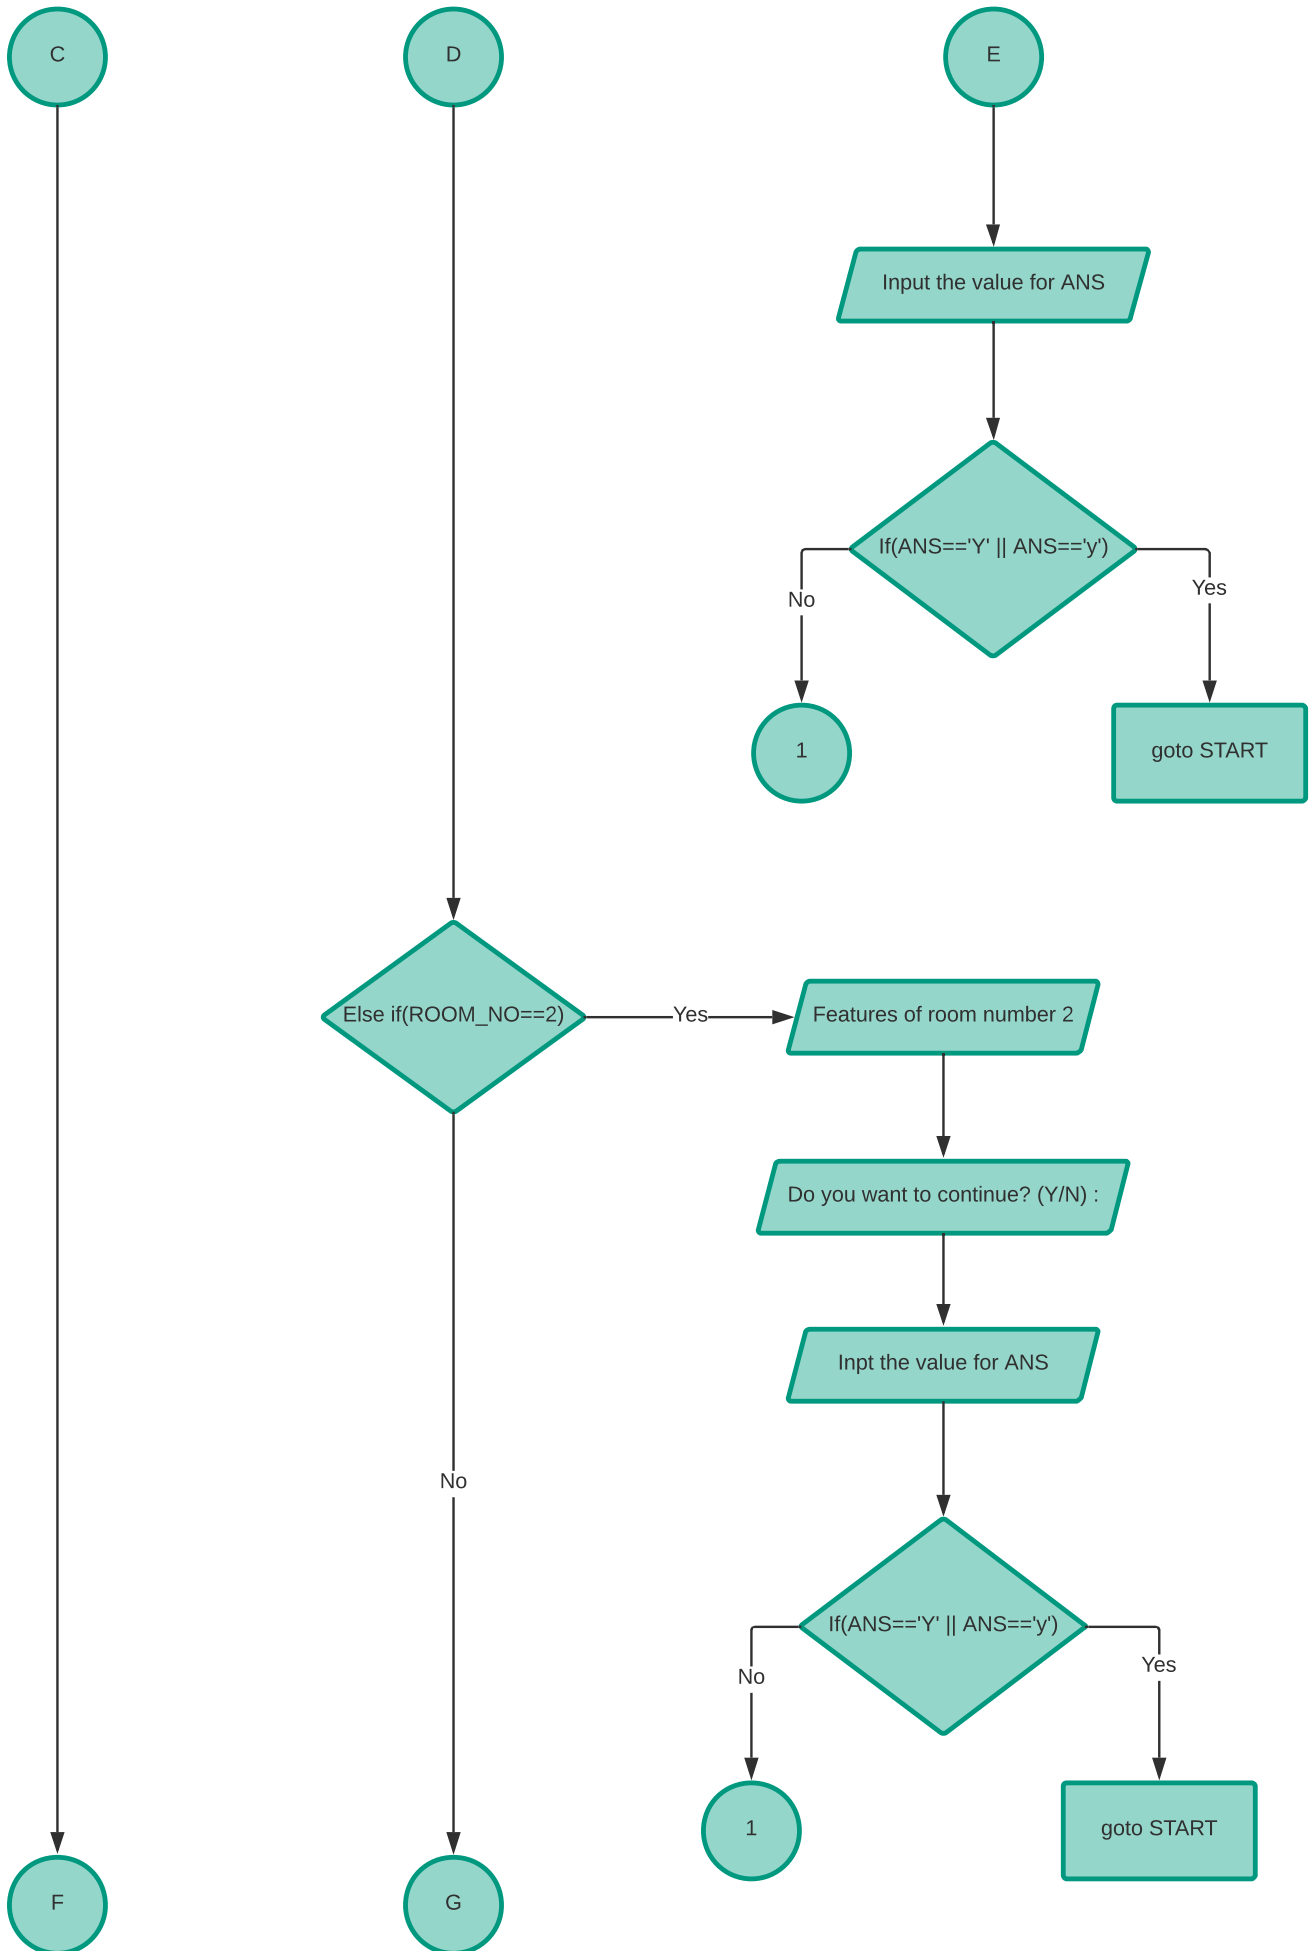 C
D
E
Input the value for ANS
If(ANS=='Y' || ANS=='y')
No
Yes
1
goto START
Else if(ROOM_NO==2)
Yes
Features of room number 2
Do you want to continue? (Y/N) :
Inpt the value for ANS
No
If(ANS=='Y' || ANS=='y')
No
Yes
1
goto START
F
G